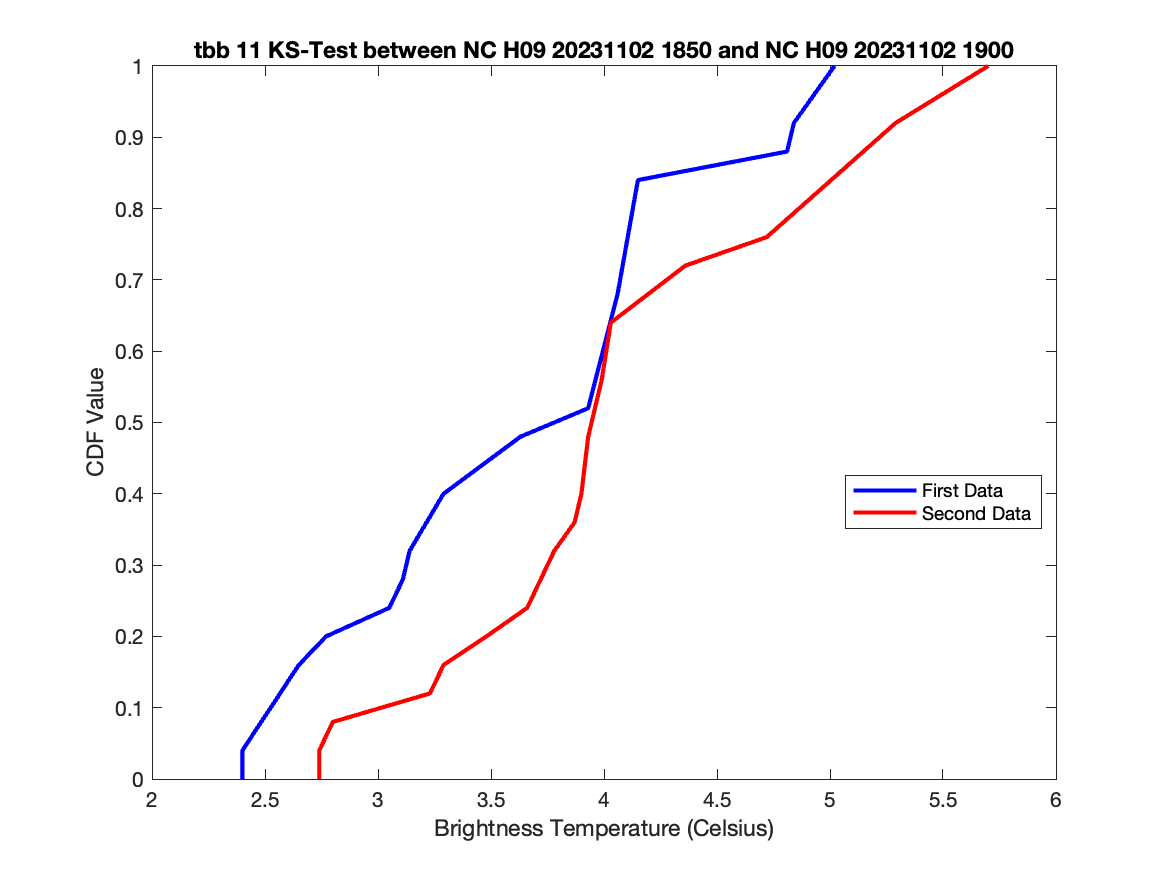 tbb 11 KS-Test between NC H09 20231102 1850 and NC H09 20231102 1900
1
0.9
0.8
0.7
0.6
0.5
0.4
0.3
0.2
0.1
0
CDF Value
First Data
Second Data
2 2.5 3 3.5 4 4.5 5 5.5 6
Brightness Temperature (Celsius)